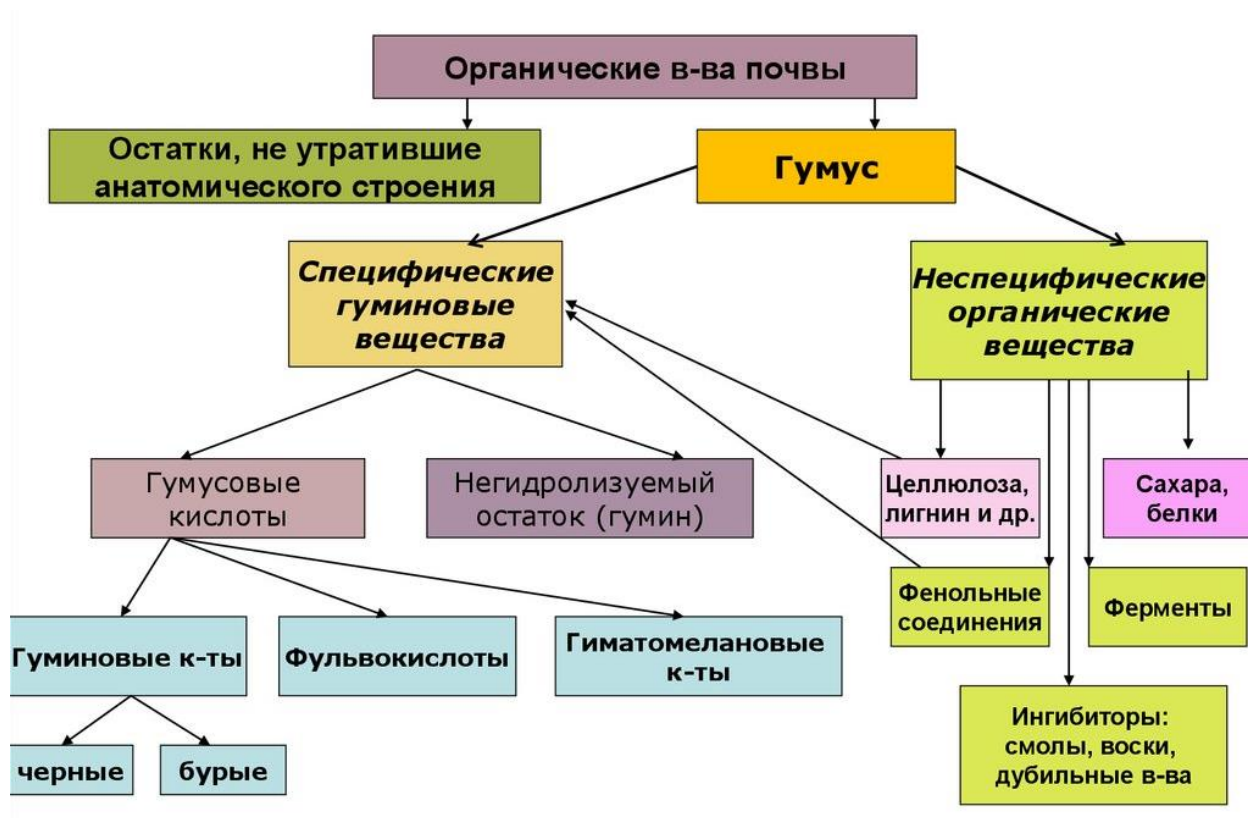 Органические в-ва почвы
Остатки, не утратившие
анатомического строения
Гумус
Специфические
гуминовые
вещества
Неспецифические
органические
вещества
Гумусовые
кислоты
Негидролизуемый
остаток (гумин)
Целлюлоза,
лигнин и др.
Сахара,
белки
Фенольные
соединения
Ферменты
Гуминовые к-ты
Фульвокислоты
Гиматомелановые
к-ты
Ингибиторы:
смолы, воски,
дубильные в-ва
черные
бурые